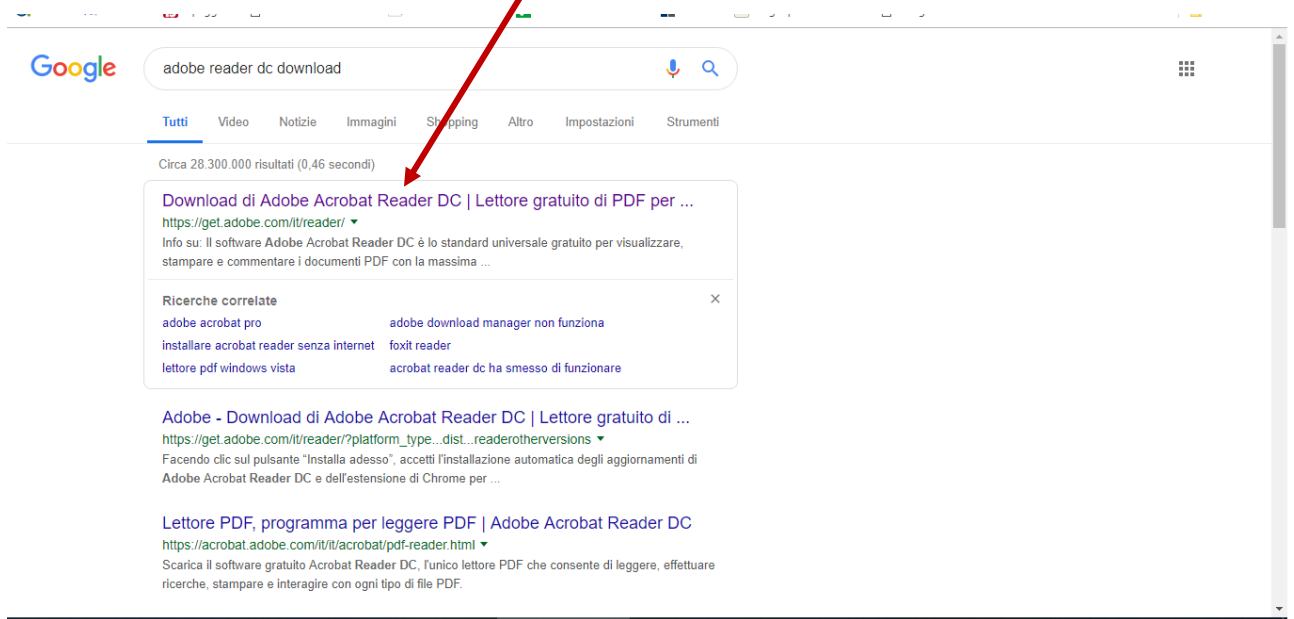 Google
adobe reader dc download
Tutti Video Notizie Immagini Shopping Altro Impostazioni Strumenti
Circa 28.300.000 risultati (0,46 secondi)
Download di Adobe Acrobat Reader DC | Lettore gratuito di PDF per ...
https://get.adobe.com/it/reader/
Info su: Il software Adobe Acrobat Reader DC è lo standard universale gratuito per visualizzare,
stampare e commentare i documenti PDF con la massima ...
Ricerche correlate
adobe acrobat pro
adobe download manager non funziona
installare acrobat reader senza internet
foxit reader
lettore pdf windows vista
acrobat reader dc ha smesso di funzionare
Adobe - Download di Adobe Acrobat Reader DC | Lettore gratuito di ...
https://get.adobe.com/it/reader/?platform_type...dist...readerotherversions
Facendo clic sul pulsante “Installa adesso”, accetti l'installazione automatica degli aggiornamenti di
Adobe Acrobat Reader DC e dell'estensione di Chrome per ...
Lettore PDF, programma per leggere PDF | Adobe Acrobat Reader DC
https://acrobat.adobe.com/it/it/acrobat/pdf-reader.html
Scarica il software gratuito Acrobat Reader DC, l'unico lettore PDF che consente di leggere, effettuare
ricerche, stampare e interagire con ogni tipo di file PDF.